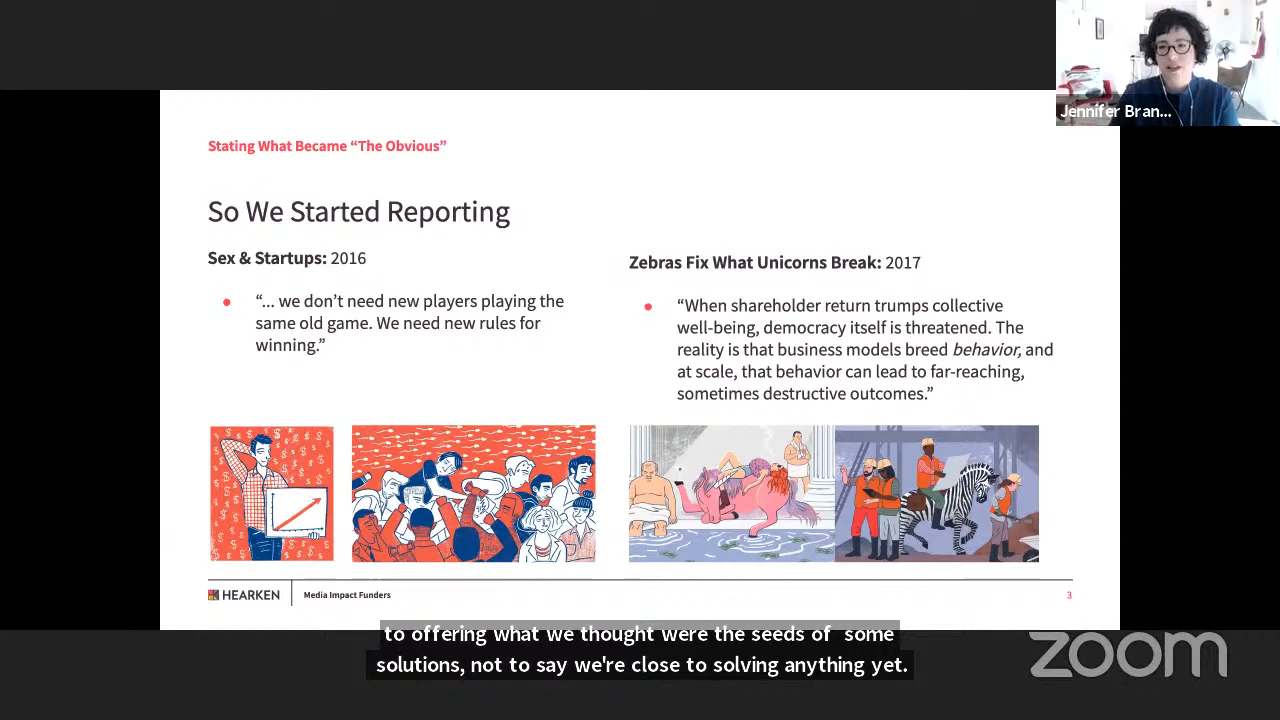 Jennifer Bran...
Stating What Became “The Obvious”
So We Started Reporting
Sex & Startups: 2016
“... we don’t need new players playing the
same old game. We need new rules for
winning.”
Zebras Fix What Unicorns Break: 2017
“When shareholder return trumps collective
well-being, democracy itself is threatened. The
reality is that business models breed behavior, and
at scale, that behavior can lead to far-reaching,
sometimes destructive outcomes.”
HEARKEN
Media Impact Funders
3
to offering what we thought were the seeds of some
solutions, not to say we're close to solving anything yet.
zoom